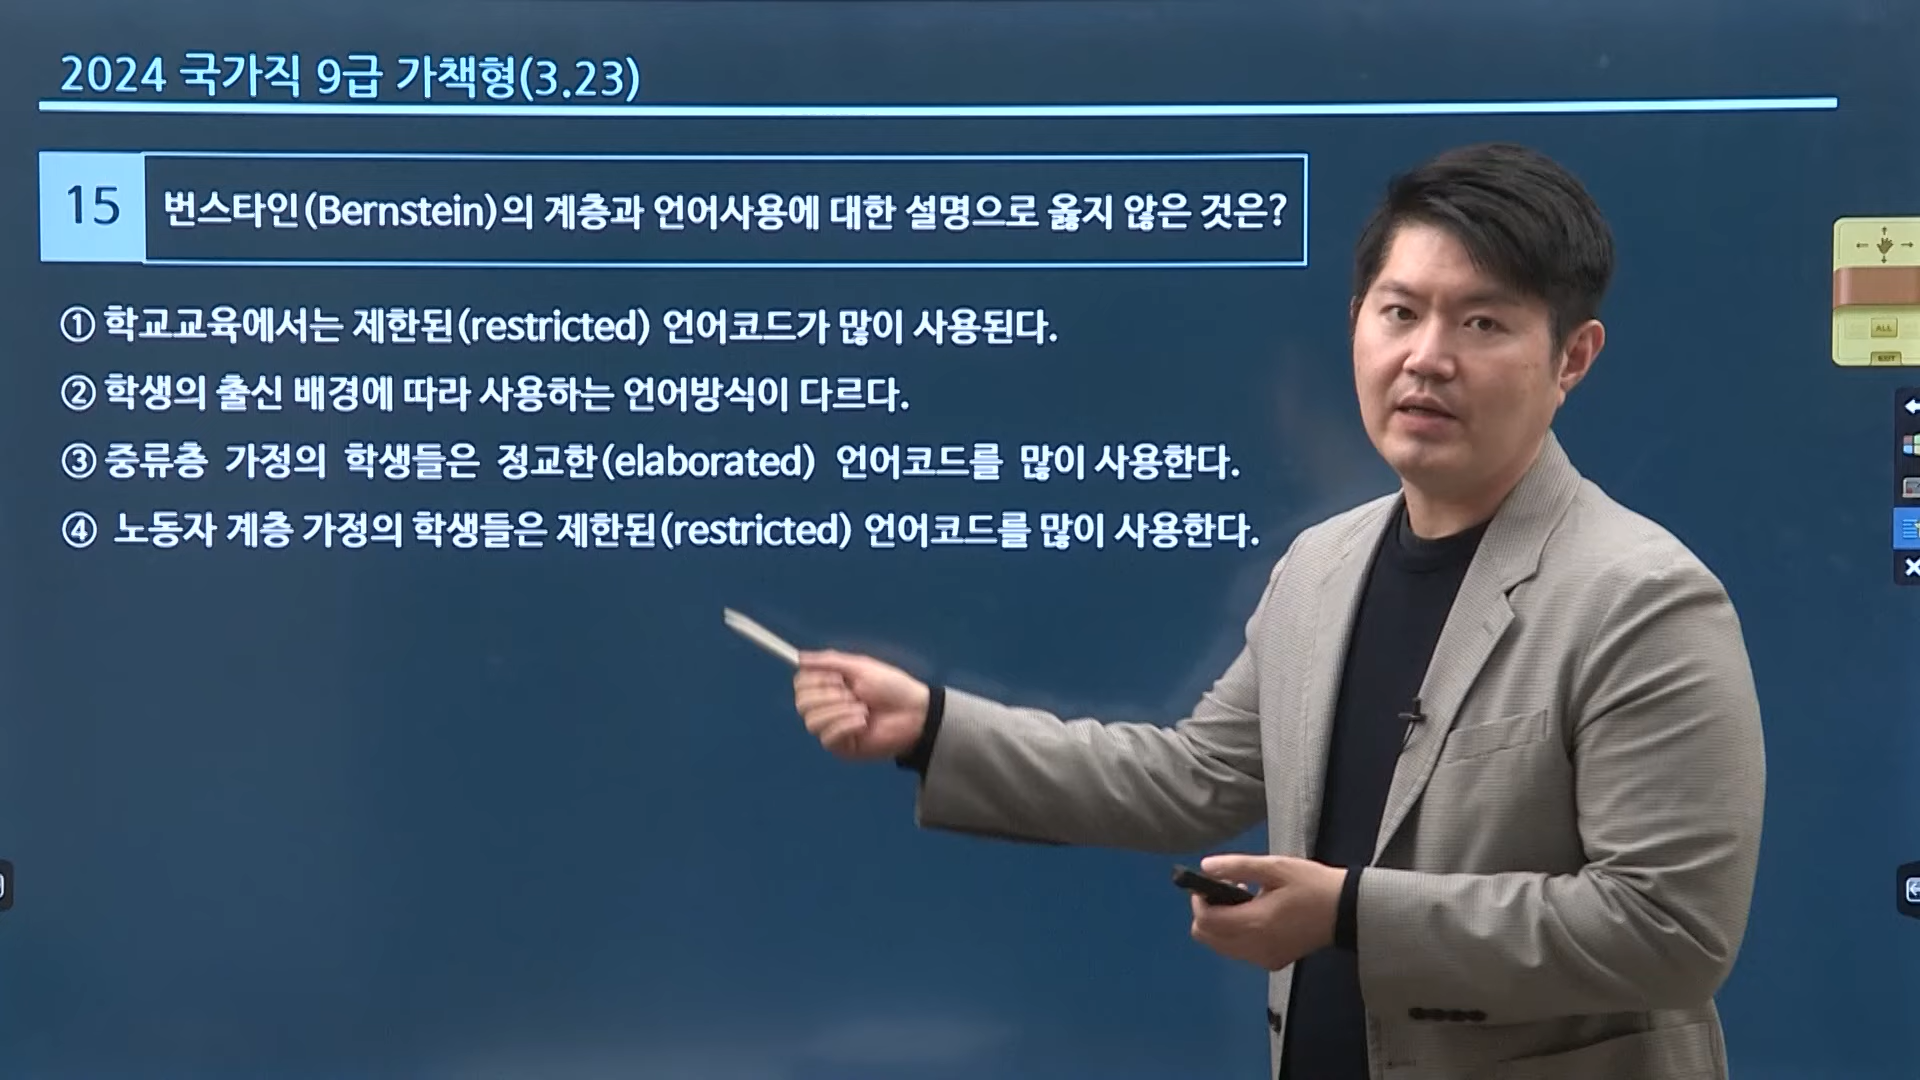 2024 국가직 9급 가책형(3.23)
15 번스타인(Bernstein)의 계층과 언어사용에 대한 설명으로 옳지 않은 것은?
① 학교교육에서는 제한된(restricted) 언어코드가 많이 사용된다.
② 학생의 출신 배경에 따라 사용하는 언어방식이 다르다.
③ 중류층 가정의 학생들은 정교한(elaborated) 언어코드를 많이 사용한다.
④ 노동자 계층 가정의 학생들은 제한된(restricted) 언어코드를 많이 사용한다.
ALL
EXIT